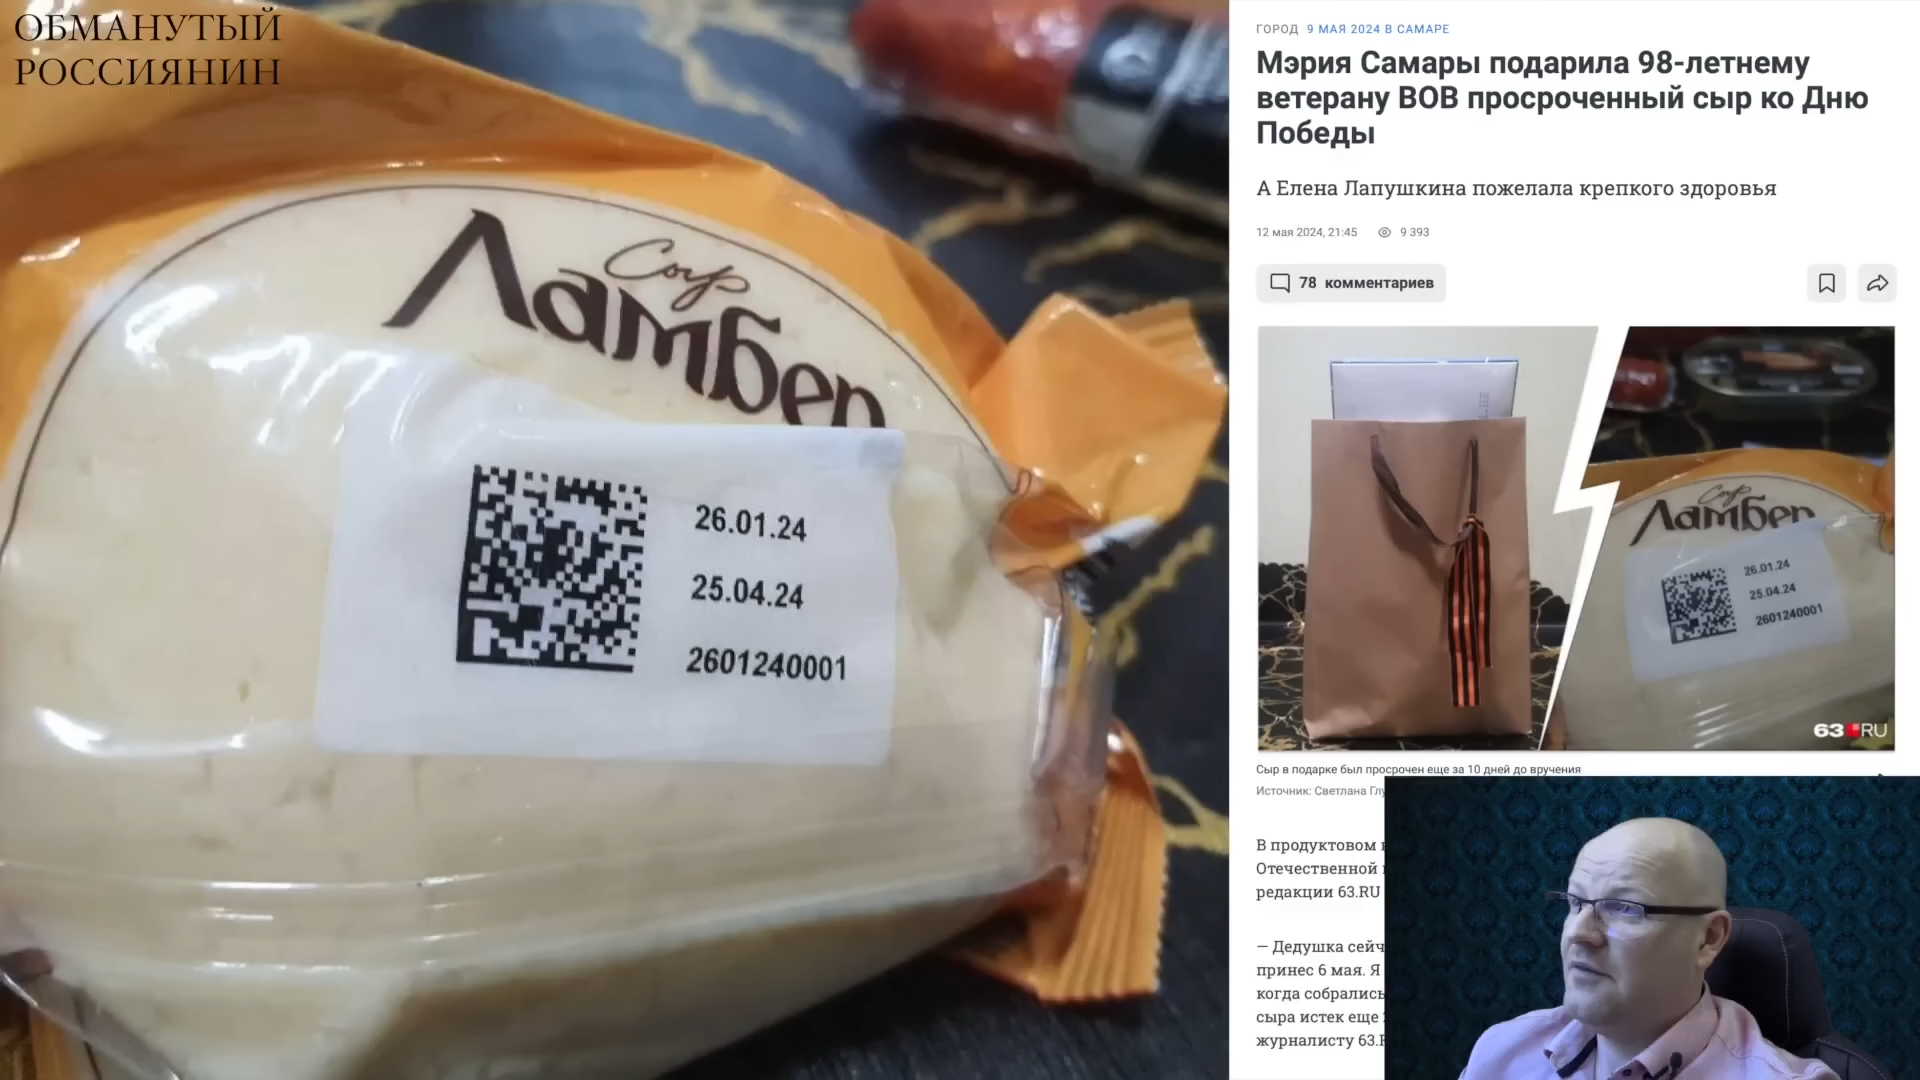 ОБМАНУТЫЙ
РОССИЯНИН
Сыр
Ламбер
26.01.24
25.04.24
2601240001
ГОРОД 9 МАЯ 2024 В САМАРЕ
Мэрия Самары подарила 98-летнему
ветерану ВОВ просроченный сыр ко Дню
Победы
А Елена Лапушкина пожелала крепкого здоровья
12 мая 2024, 21:45 9 393
78 комментариев
Сыр
Ламбер
26.01.24
25.04.24
2601240001
63.RU
Сыр в подарке был просрочен еще за 10 дней до вручения
Источник: Светлана
В продуктовом
Отечественной
редакции 63.RU
— Дедушка
принес 6 мая. Я
когда собрались
сыра истек еще
журналисту